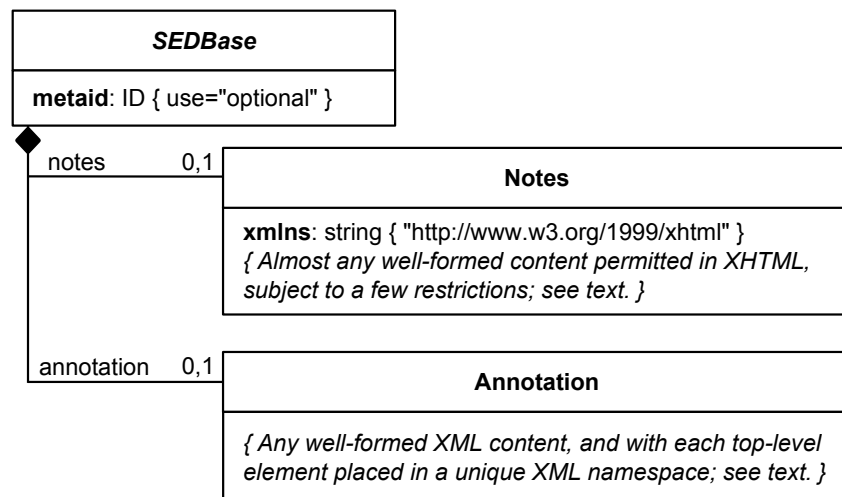 SEDBase
metaid: ID { use="optional" }
notes 0,1
Notes
xmlns: string { "http://www.w3.org/1999/xhtml" }
{ Almost any well-formed content permitted in XHTML,
subject to a few restrictions; see text. }
annotation 0,1
Annotation
{ Any well-formed XML content, and with each top-level
element placed in a unique XML namespace; see text. }